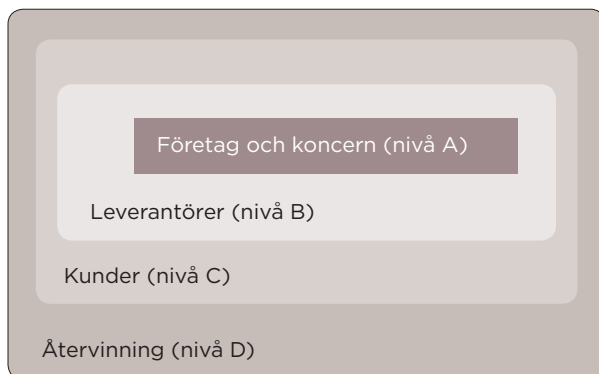 Företag och koncern (nivå A)
Leverantörer (nivå B)
Kunder (nivå C)
Återvinning (nivå D)